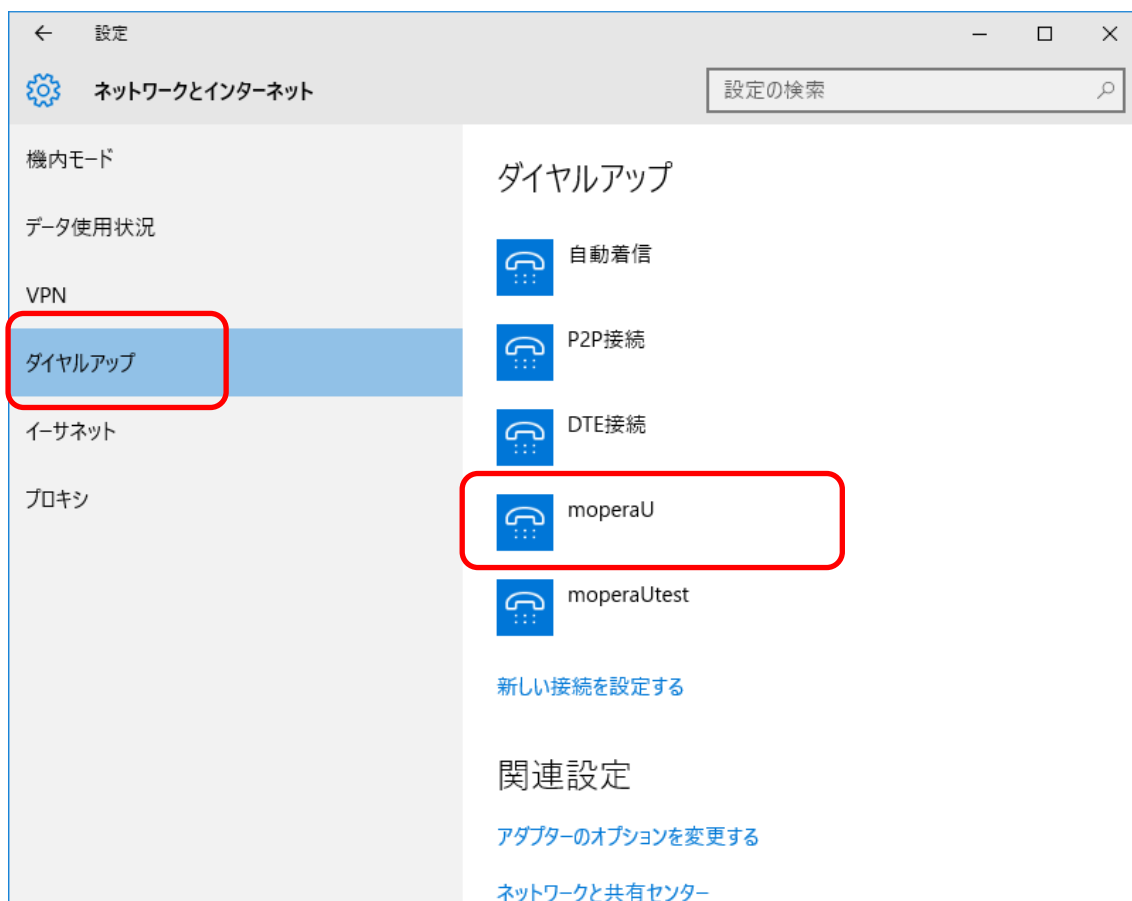 設定
ネットワークとインターネット
設定の検索
機内モード
データ使用状況
VPN
ダイヤルアップ
イーサネット
プロキシ
ダイヤルアップ
自動着信
P2P接続
DTE接続
moperaU
moperaUtest
新しい接続を設定する
関連設定
アダプターのオプションを変更する
ネットワークと共有センター